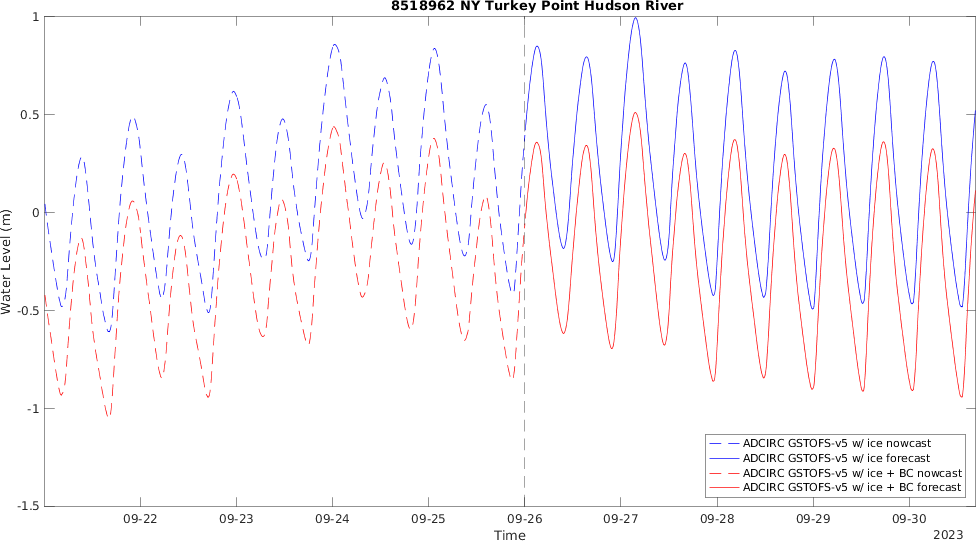 8518962 NY Turkey Point Hudson River
1
0.5
0
-0.5
-1
-1.5
Water Level (m)
09-22 09-23 09-24 09-25 09-26 09-27 09-28 09-29 09-30
Time
2023
ADCIRC GSTOFS-v5 w/ ice nowcast
ADCIRC GSTOFS-v5 w/ ice forecast
ADCIRC GSTOFS-v5 w/ ice + BC nowcast
ADCIRC GSTOFS-v5 w/ ice + BC forecast